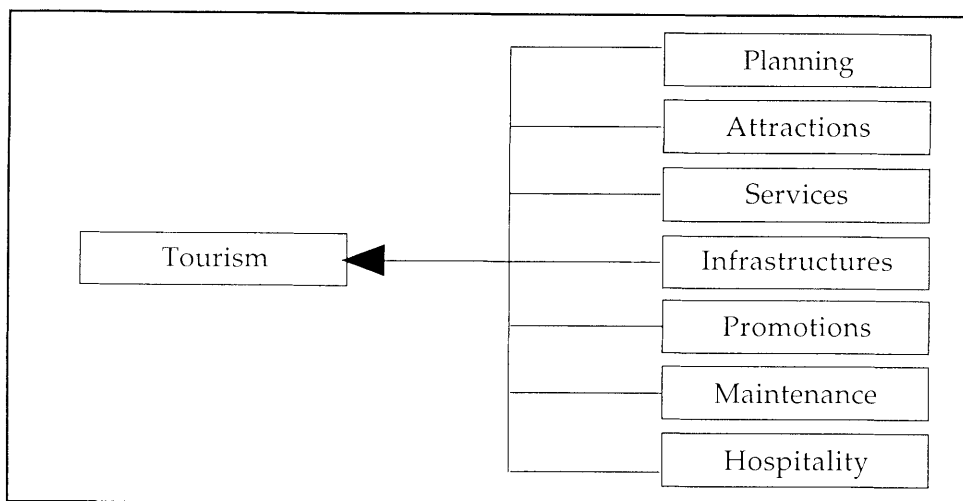 Planning
Attractions
Services
Tourism
Infrastructures
Promotions
Maintenance
Hospitality